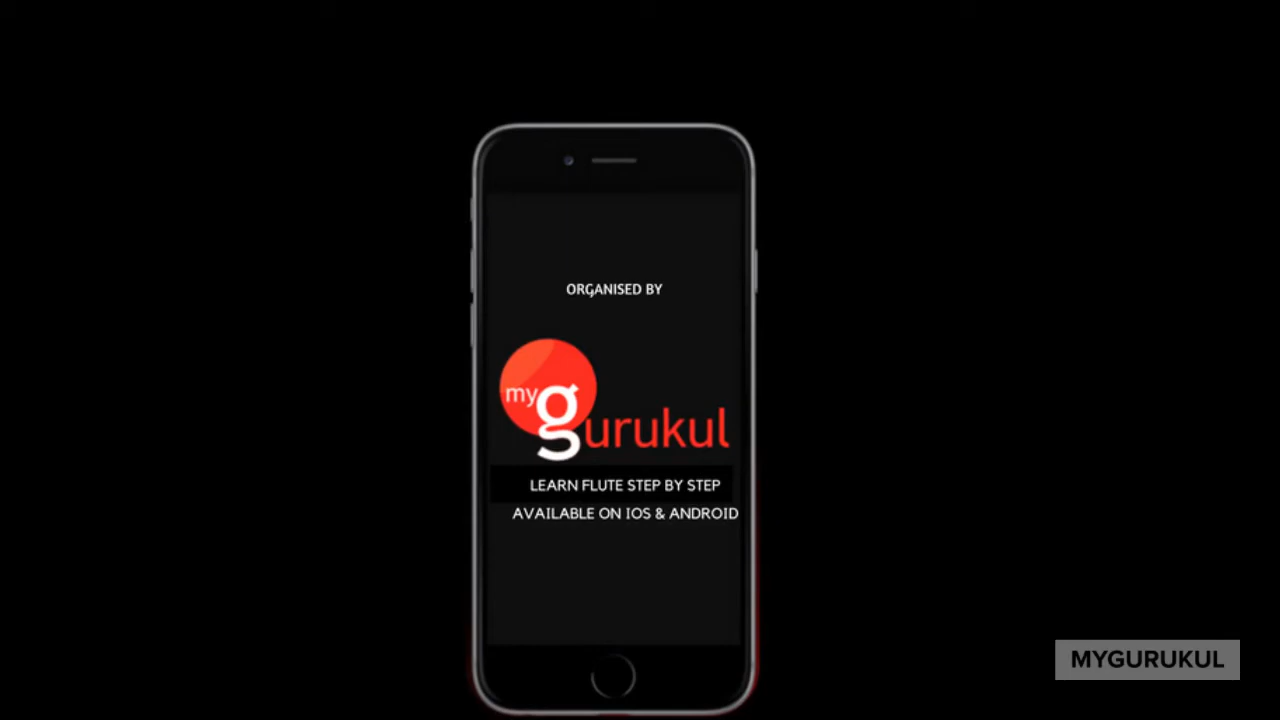 ORGANISED BY
my gurukul
LEARN FLUTE STEP BY STEP
AVAILABLE ON IOS & ANDROID
MYGURUKUL